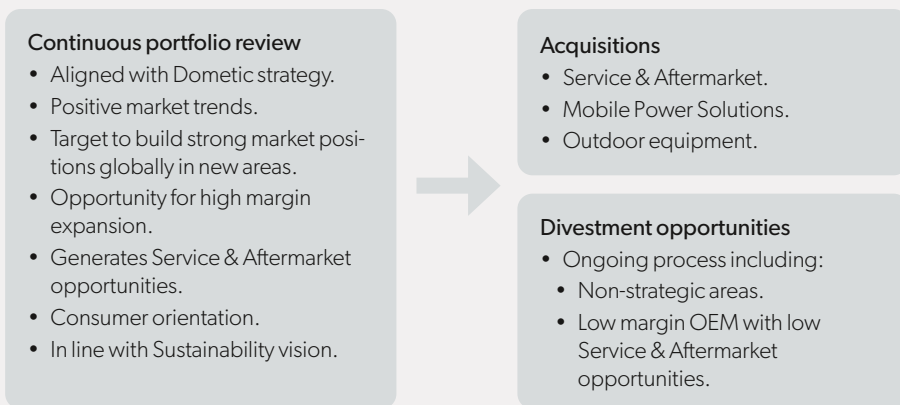 Continuous portfolio review
• Aligned with Dometic strategy.
• Positive market trends.
• Target to build strong market posi-
tions globally in new areas.
• Opportunity for high margin
expansion.
• Generates Service & Aftermarket
opportunities.
• Consumer orientation.
• In line with Sustainability vision.
Acquisitions
• Service & Aftermarket.
• Mobile Power Solutions.
• Outdoor equipment.
Divestment opportunities
• Ongoing process including:
• Non-strategic areas.
• Low margin OEM with low
Service & Aftermarket
opportunities.